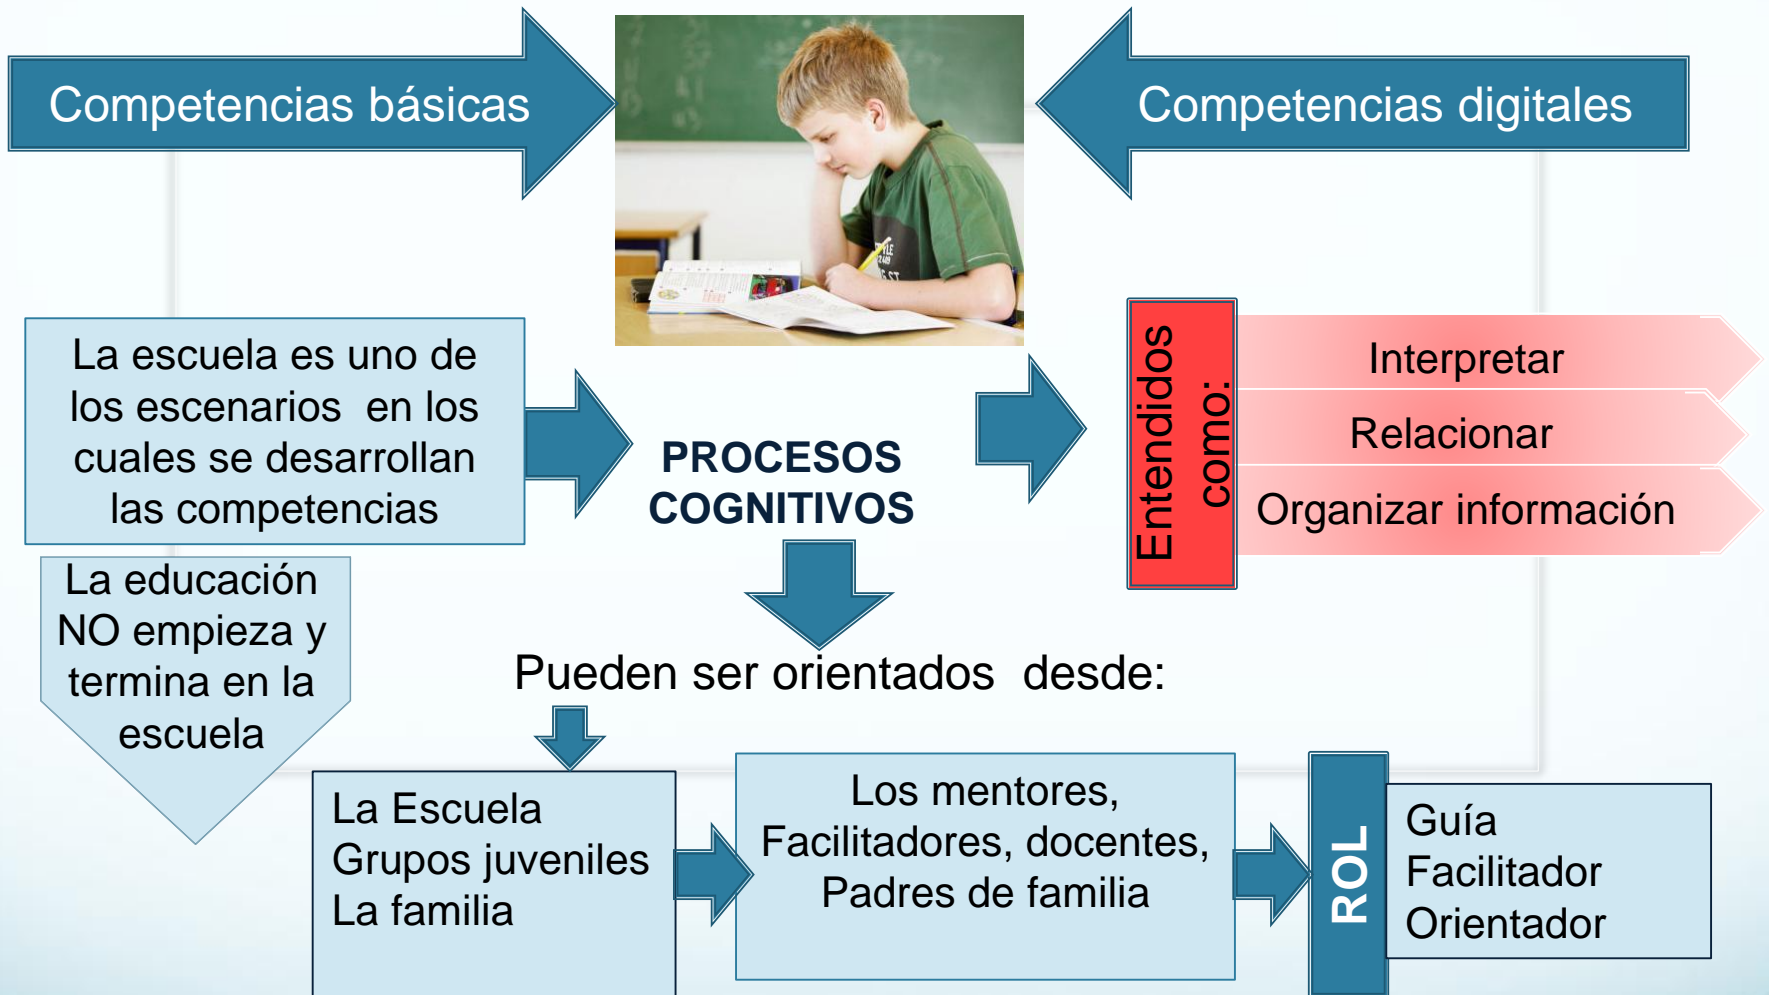 Competencias básicas
Competencias digitales
La escuela es uno de
los escenarios en los
cuales se desarrollan
las competencias
PROCESOS
COGNITIVOS
Entendidos
como:
Interpretar
Relacionar
Organizar información
La educación
NO empieza y
termina en la
escuela
Pueden ser orientados desde:
La Escuela
Grupos juveniles
La familia
Los mentores,
Facilitadores, docentes,
Padres de familia
ROL
Guía
Facilitador
Orientador